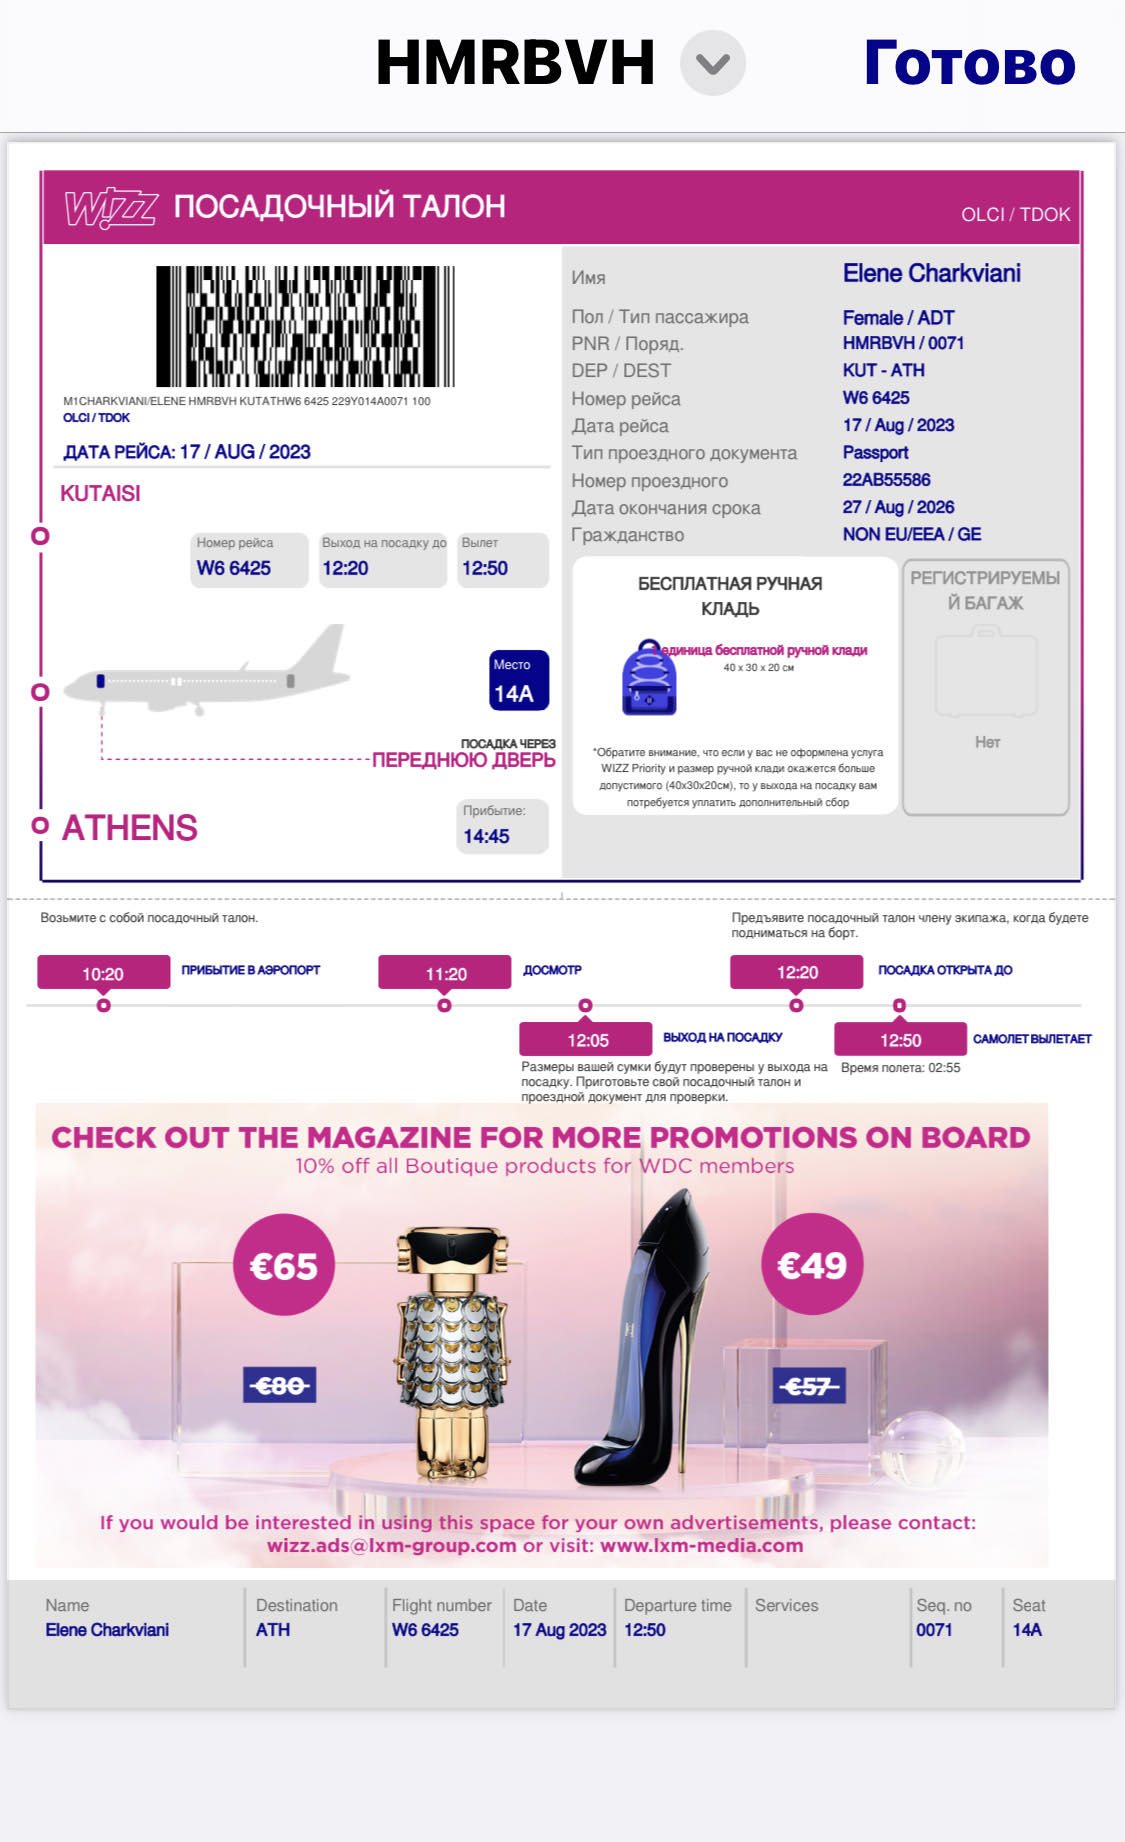 HMRBVH
Готово
WIZZ ПОСАДОЧНЫЙ ТАЛОН
OLCI / TDOK
M1CHARKVIANI/ELENE HMRBVH KUTATHW6 6425 229Y014A0071 100
OLCI / TDOK
ДАТА РЕЙСА: 17 / AUG / 2023
KUTAISI
Номер рейса
W6 6425
Выход на посадку до
12:20
Вылет
12:50
Место
14A
ПОСАДКА ЧЕРЕЗ
ПЕРЕДНЮЮ ДВЕРЬ
ATHENS
Прибытие:
14:45
Имя Elene Charkviani
Пол / Тип пассажира Female / ADT
PNR / Поряд. HMRBVH / 0071
DEP / DEST KUT - ATH
Номер рейса W6 6425
Дата рейса 17 / Aug / 2023
Тип проездного документа Passport
Номер проездного 22AB55586
Дата окончания срока 27 / Aug / 2026
Гражданство NON EU/EEA / GE
БЕСПЛАТНАЯ РУЧНАЯ
КЛАДЬ
единица бесплатной ручной клади
40 x 30 x 20 см
*Обратите внимание, что если у вас не оформлена услуга
WIZZ Priority и размер ручной клади окажется больше
допустимого (40x30x20см), то у выхода на посадку вам
потребуется уплатить дополнительный сбор
РЕГИСТРИРУЕМЫ
Й БАГАЖ
Нет
Возьмите с собой посадочный талон.
Предъявите посадочный талон члену экипажа, когда будете
подниматься на борт.
10:20 ПРИБЫТИЕ В АЭРОПОРТ
11:20 ДОСМОТР
12:20 ПОСАДКА ОТКРЫТА ДО
12:05 ВЫХОД НА ПОСАДКУ
12:50 САМОЛЕТ ВЫЛЕТАЕТ
Размеры вашей сумки будут проверены у выхода на
посадку. Приготовьте свой посадочный талон и
проездной документ для проверки.
Время полета: 02:55
CHECK OUT THE MAGAZINE FOR MORE PROMOTIONS ON BOARD
10% off all Boutique products for WDC members
€65
€80
€49
€57
If you would be interested in using this space for your own advertisements, please contact:
wizz.ads@lxm-group.com or visit: www.lxm-media.com
Name Destination Flight number Date Departure time Services Seq. no Seat
Elene Charkviani ATH W6 6425 17 Aug 2023 12:50 0071 14A